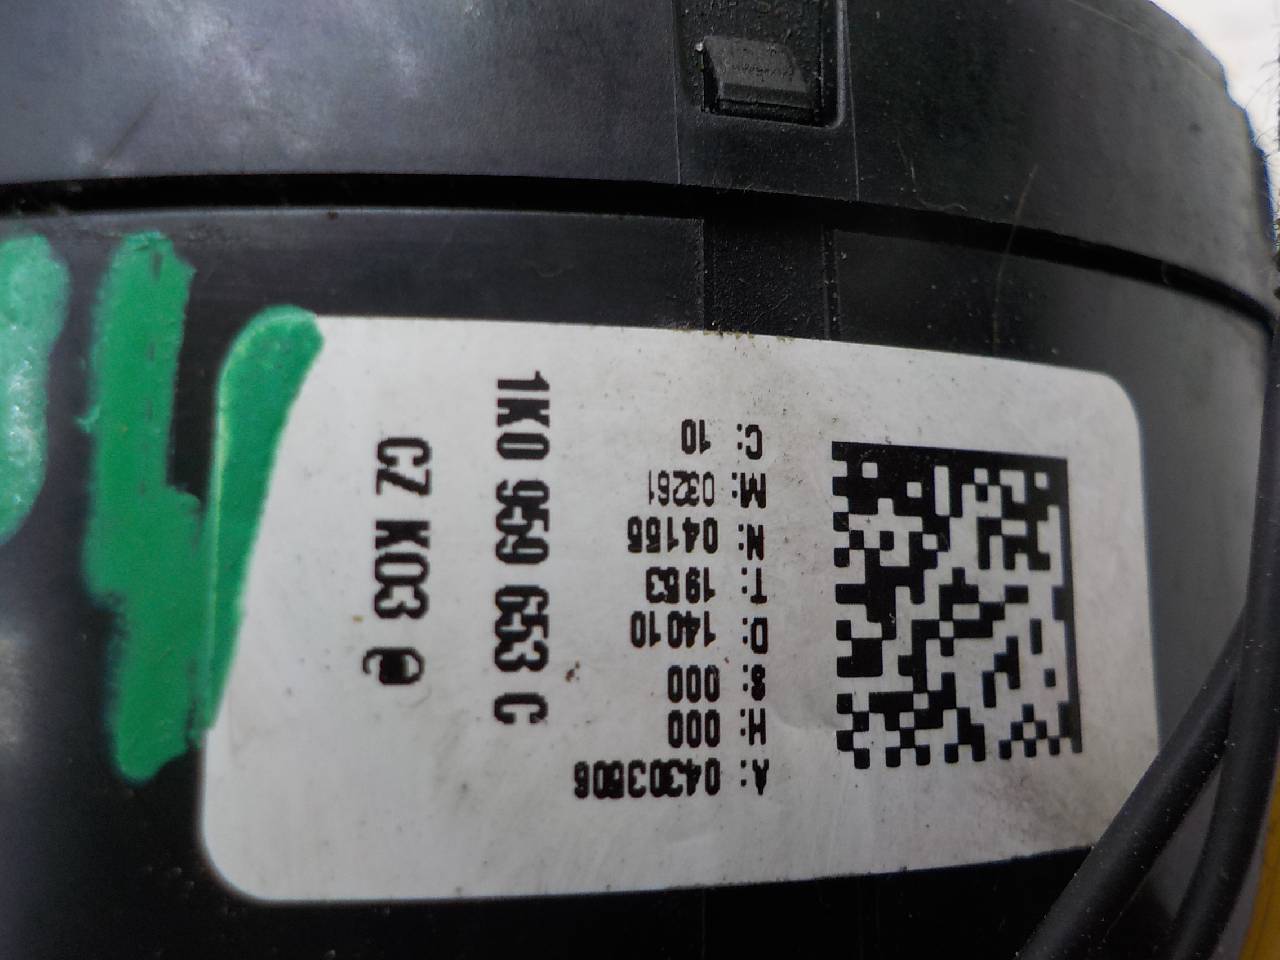 A: 04303606
H: 000
S: 000
D: 14010
T: 1953
N: 04155
M: 03261
C: 10
1K0 959 653 C
CZ K03